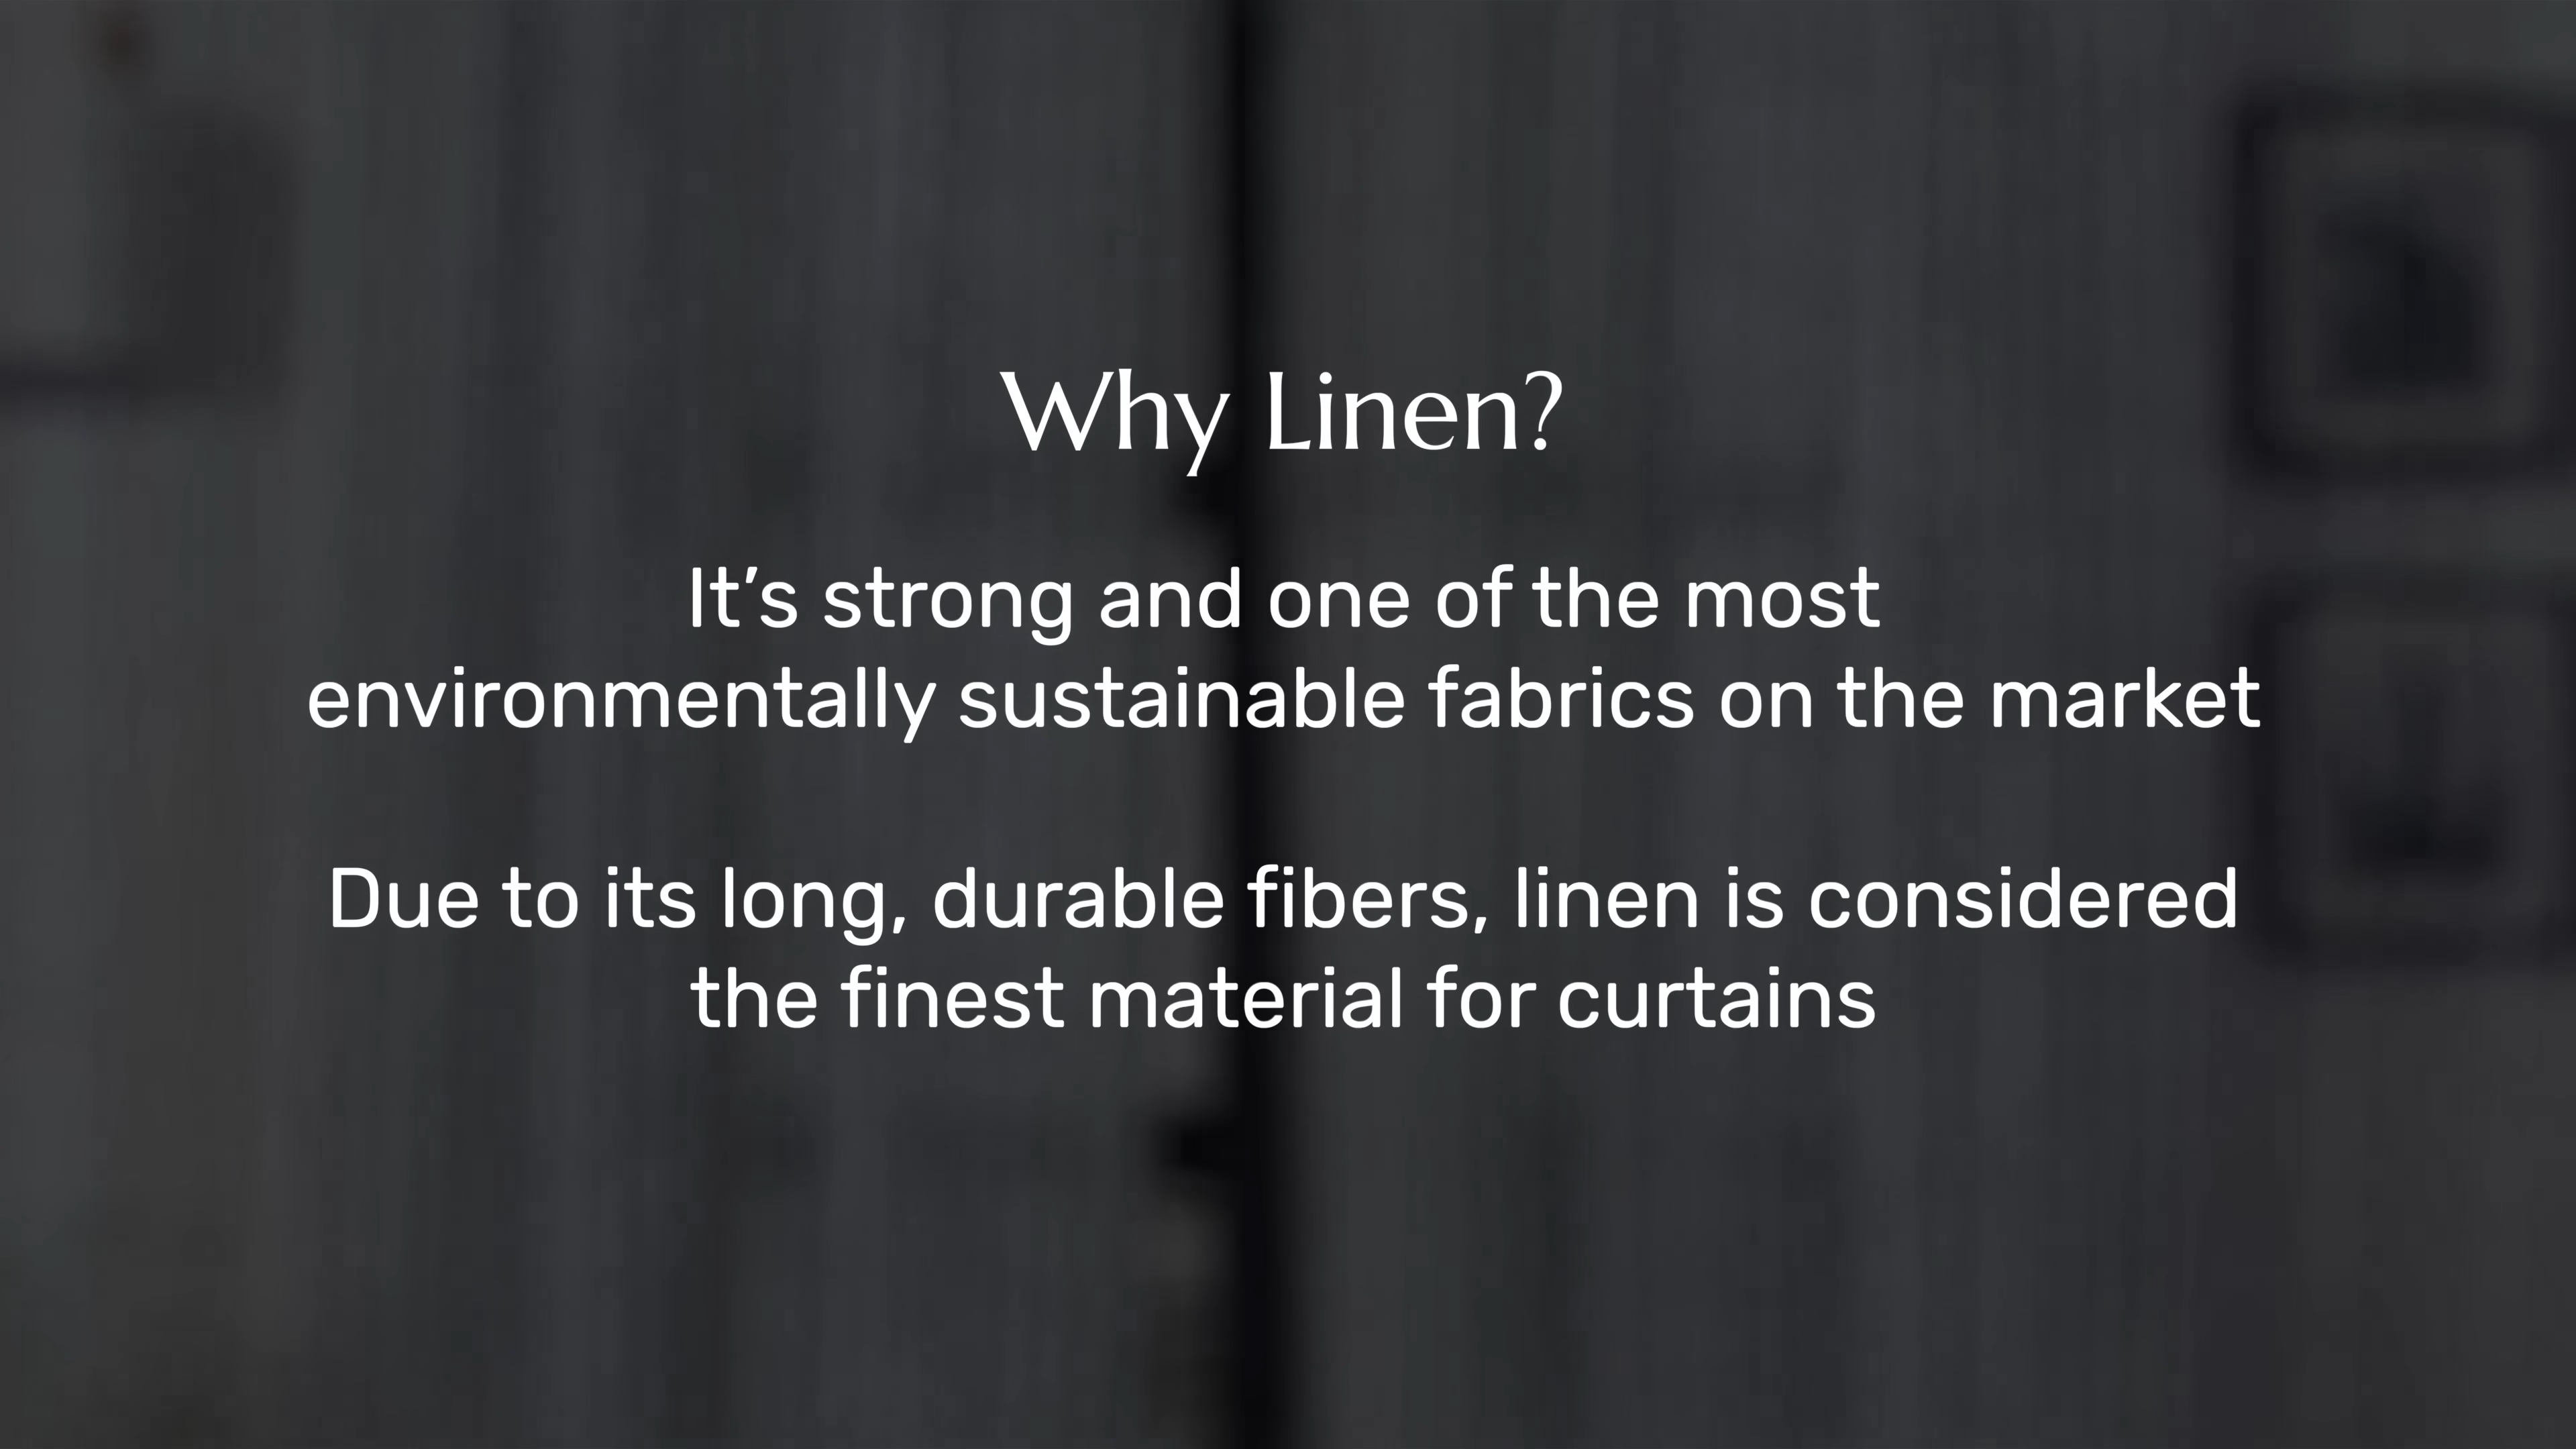 Why Linen?
It’s strong and one of the most
environmentally sustainable fabrics on the market
Due to its long, durable fibers, linen is considered
the finest material for curtains